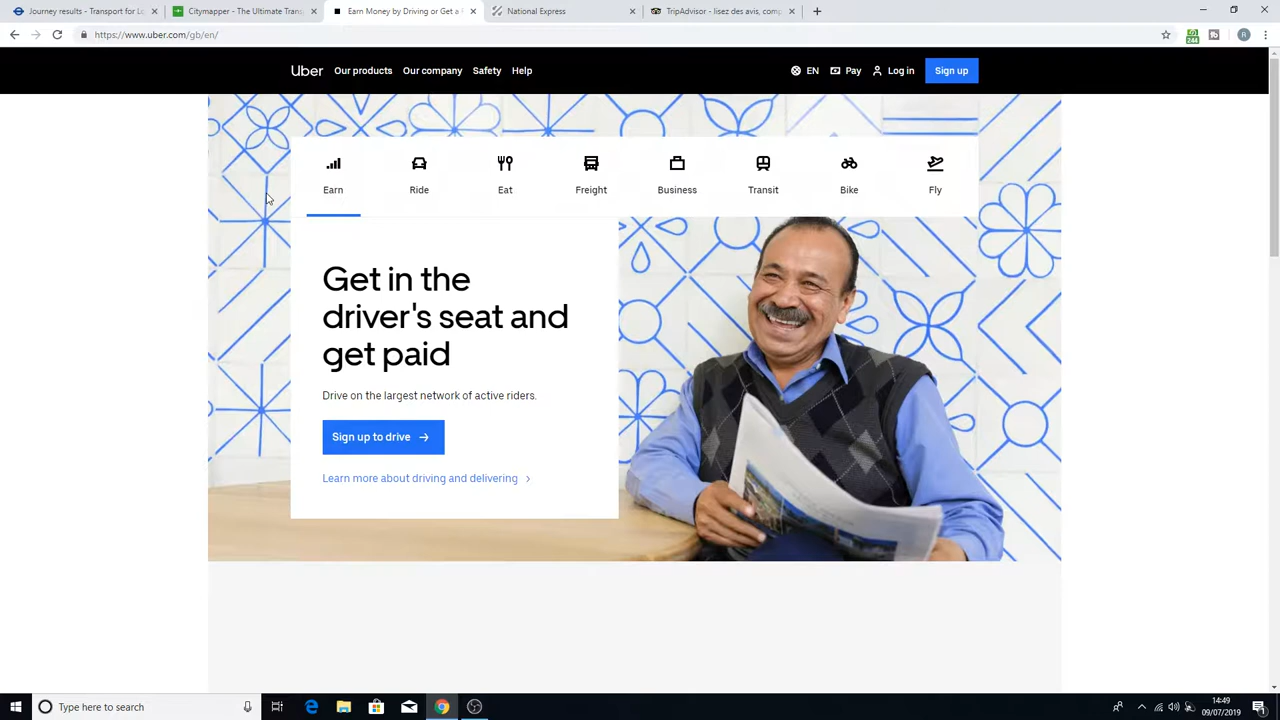 Journey results - Transport for Lo
Citymapper - The Ultimate Trans
Earn Money by Driving or Get a
National Express
TripAdvisor - lisez des avis, comp
https://www.uber.com/gb/en/
244
R
Uber
Our products
Our company
Safety
Help
EN
Pay
Log in
Sign up
Earn
Ride
Eat
Freight
Business
Transit
Bike
Fly
Get in the
driver's seat and
get paid
Drive on the largest network of active riders.
Sign up to drive
Learn more about driving and delivering
Type here to search
14:49
09/07/2019
1